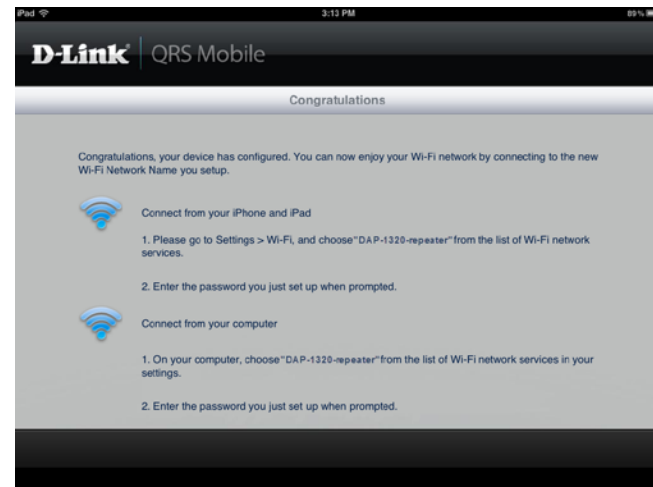 iPad 3:13 PM 89%
D-Link QRS Mobile
Congratulations
Congratulations, your device has configured. You can now enjoy your Wi-Fi network by connecting to the new
Wi-Fi Network Name you setup.
Connect from your iPhone and iPad
1. Please go to Settings > Wi-Fi, and choose"DAP-1320-repeater"from the list of Wi-Fi network
services.
2. Enter the password you just set up when prompted.
Connect from your computer
1. On your computer, choose"DAP-1320-repeater"from the list of Wi-Fi network services in your
settings.
2. Enter the password you just set up when prompted.